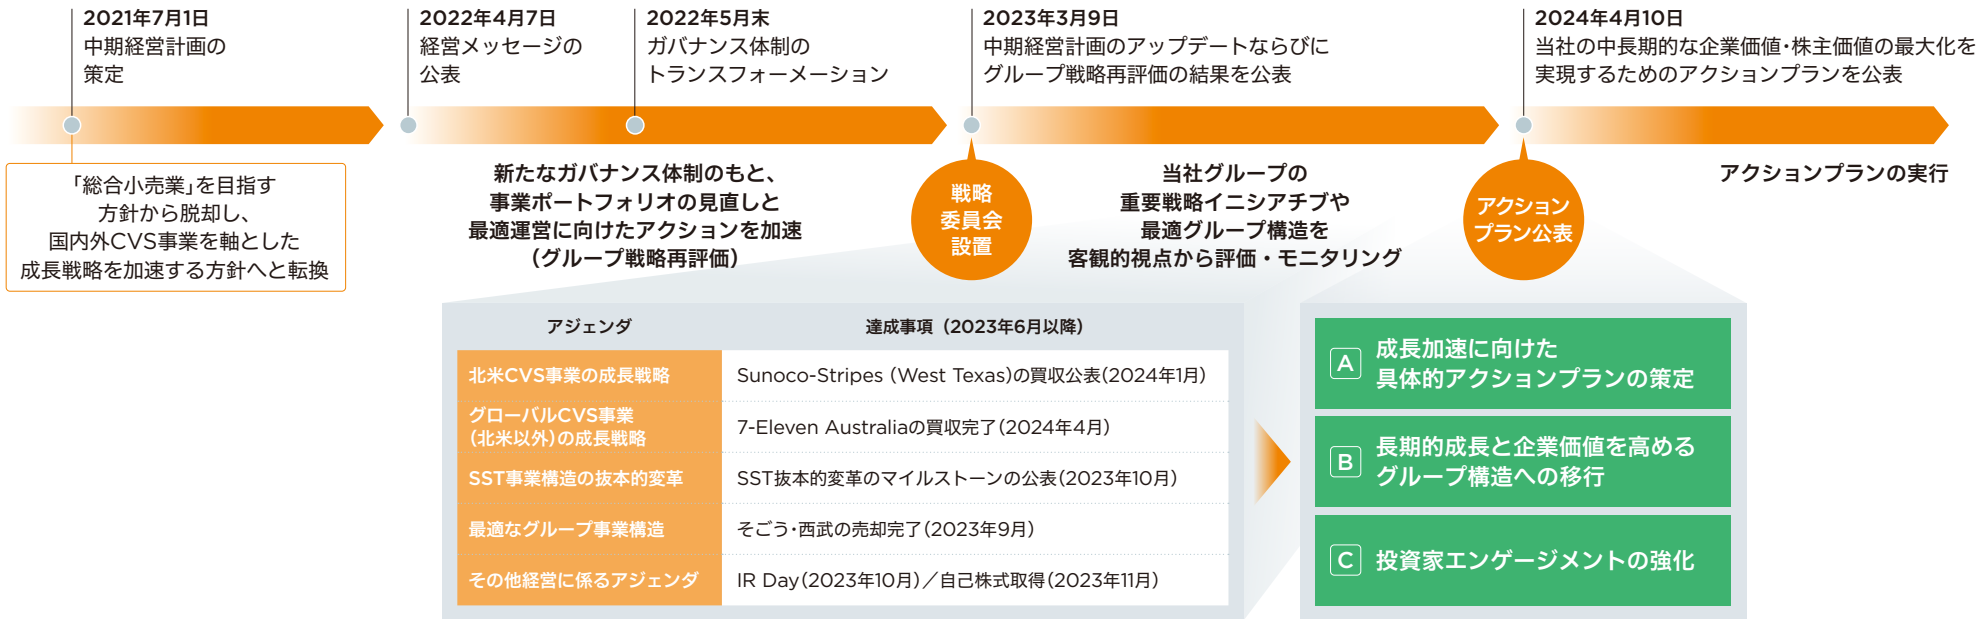 2021年7月1日
中期経営計画の
策定
2022年4月7日
経営メッセージの
公表
2022年5月末
ガバナンス体制の
トランスフォーメーション
2023年3月9日
中期経営計画のアップデートならびに
グループ戦略再評価の結果を公表
2024年4月10日
当社の中長期的な企業価値・株主価値の最大化を
実現するためのアクションプランを公表
「総合小売業」を目指す
方針から脱却し、
国内外CVS事業を軸とした
成長戦略を加速する方針へと転換
新たなガバナンス体制のもと、
事業ポートフォリオの見直しと
最適運営に向けたアクションを加速
(グループ戦略再評価)
戦略
委員会
設置
当社グループの
重要戦略イニシアチブや
最適グループ構造を
客観的視点から評価・モニタリング
アクション
プラン公表
アクションプランの実行
アジェンダ
達成事項(2023年6月以降)
北米CVS事業の成長戦略
Sunoco-Stripes (West Texas)の買収公表(2024年1月)
グローバルCVS事業
(北米以外)の成長戦略
7-Eleven Australiaの買収完了(2024年4月)
SST事業構造の抜本的変革
SST抜本的変革のマイルストーンの公表(2023年10月)
最適なグループ事業構造
そごう・西武の売却完了(2023年9月)
その他経営に係るアジェンダ
IR Day(2023年10月)／自己株式取得(2023年11月)
A 成長加速に向けた
具体的アクションプランの策定
B 長期的成長と企業価値を高める
グループ構造への移行
C 投資家エンゲージメントの強化